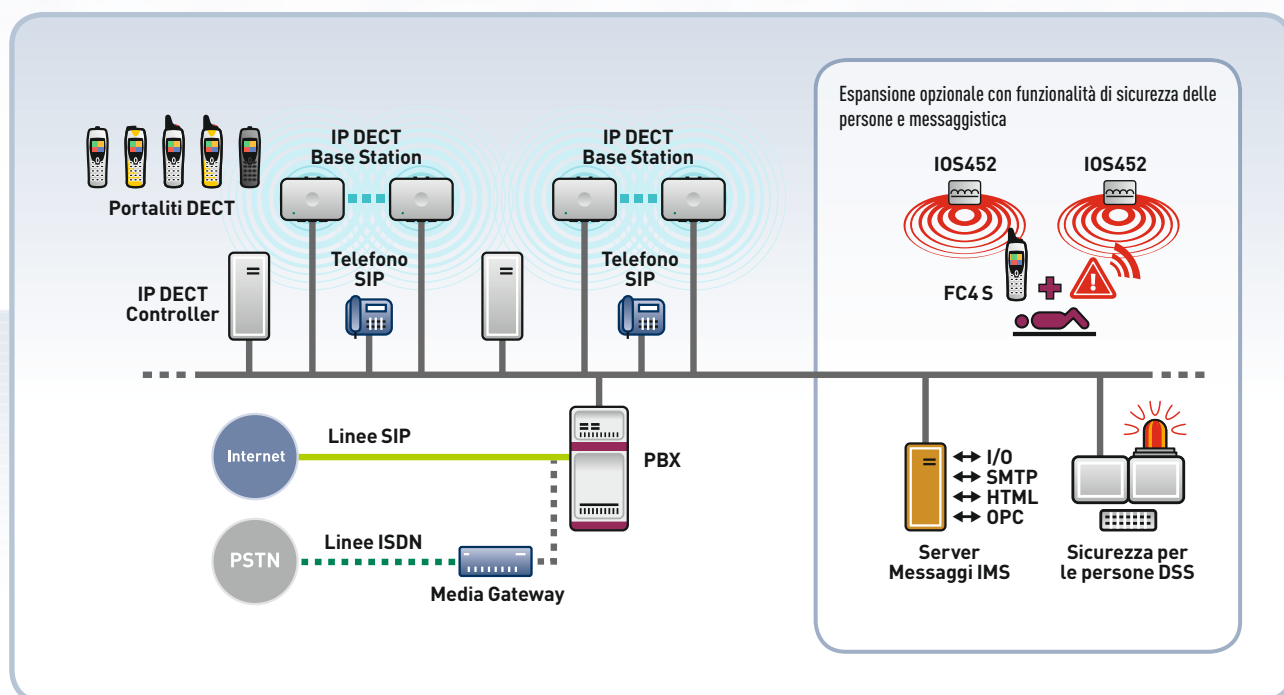 Espansione opzionale con funzionalità di sicurezza delle
persone e messaggistica
IP DECT
Base Station
IP DECT
Base Station
IOS452
IOS452
Portaliti DECT
Telefono
SIP
Telefono
SIP
IP DECT
Controller
FC4 S
Internet
Linee SIP
PBX
I/O
SMTP
HTML
OPC
PSTN
Linee ISDN
Media Gateway
Server
Messaggi IMS
Sicurezza per
le persone DSS